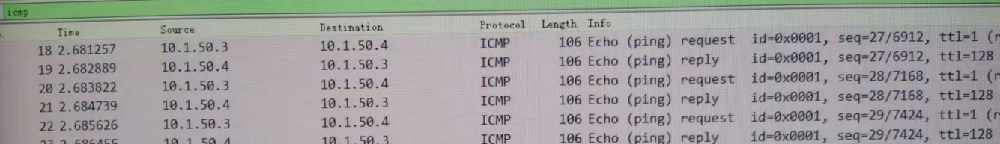 icmp
Time Source Destination Protocol Length Info
18 2.681257 10.1.50.3 10.1.50.4 ICMP 106 Echo (ping) request id=0x0001, seq=27/6912, ttl=1
19 2.682889 10.1.50.4 10.1.50.3 ICMP 106 Echo (ping) reply id=0x0001, seq=27/6912, ttl=128
20 2.683822 10.1.50.3 10.1.50.4 ICMP 106 Echo (ping) request id=0x0001, seq=28/7168, ttl=1
21 2.684739 10.1.50.4 10.1.50.3 ICMP 106 Echo (ping) reply id=0x0001, seq=28/7168, ttl=128
22 2.685626 10.1.50.3 10.1.50.4 ICMP 106 Echo (ping) request id=0x0001, seq=29/7424, ttl=1
23 2.686455 10.1.50.4 10.1.50.3 ICMP 106 Echo (ping) reply id=0x0001, seq=29/7424, ttl=128